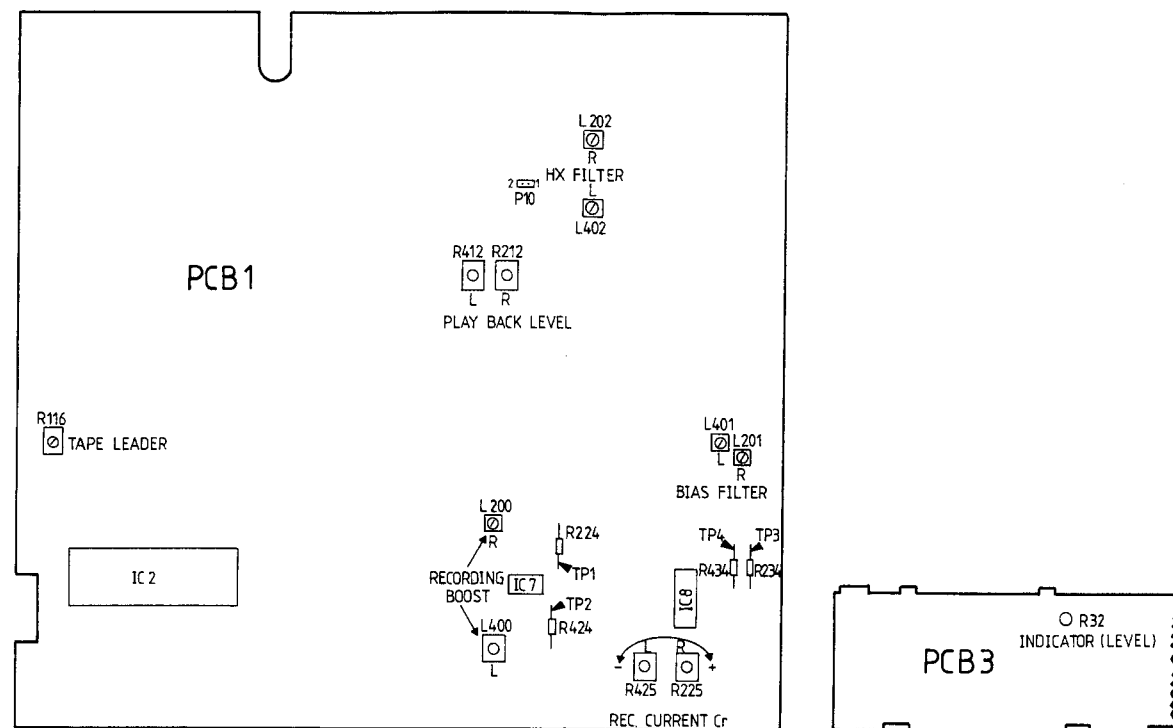 L202
R
HX FILTER
2 1
P10
L
L402
R412 R212
L R
PLAY BACK LEVEL
PCB1
R116
TAPE LEADER
L401
L201
L
R
BIAS FILTER
L200
R
R224
TP1
TP4 TP3
R434 R234
IC 2
RECORDING
BOOST
IC 7
IC8
TP2
R424
L400
L
L R
- +
R425 R225
REC. CURRENT Cr
R32
INDICATOR (LEVEL)
PCB3